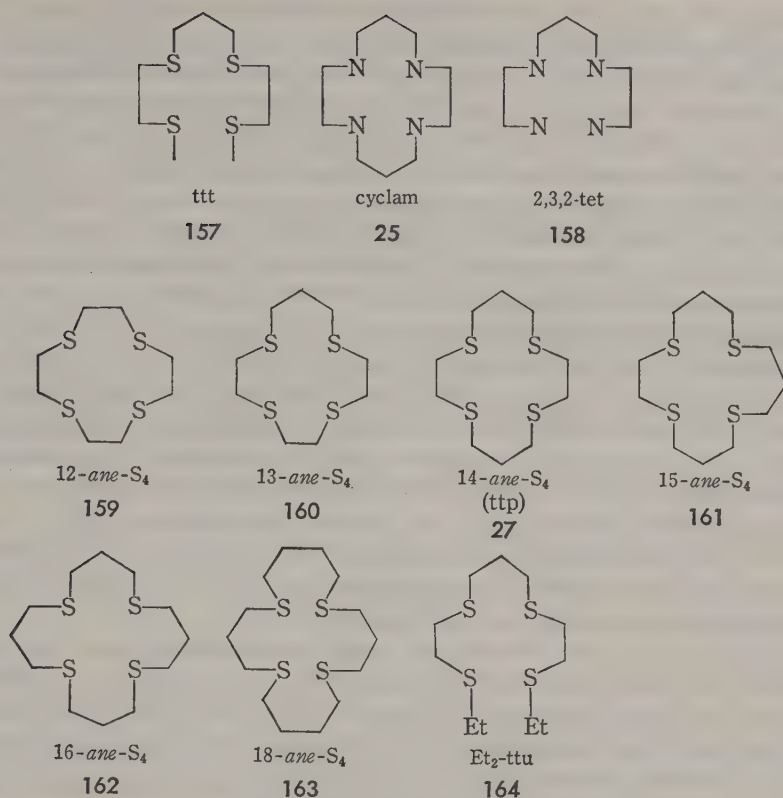 S S N N N N
S S N N N N
ttt cyclam 2,3,2-tet
157 25 158
S S S S S S S S
S S S S S S S S
12-ane-S₄ 13-ane-S₄ 14-ane-S₄ 15-ane-S₄
159 160 (ttp) 161
27
S S S S S S
S S S S S S
Et Et
16-ane-S₄ 18-ane-S₄ Et₂-ttu
162 163 164